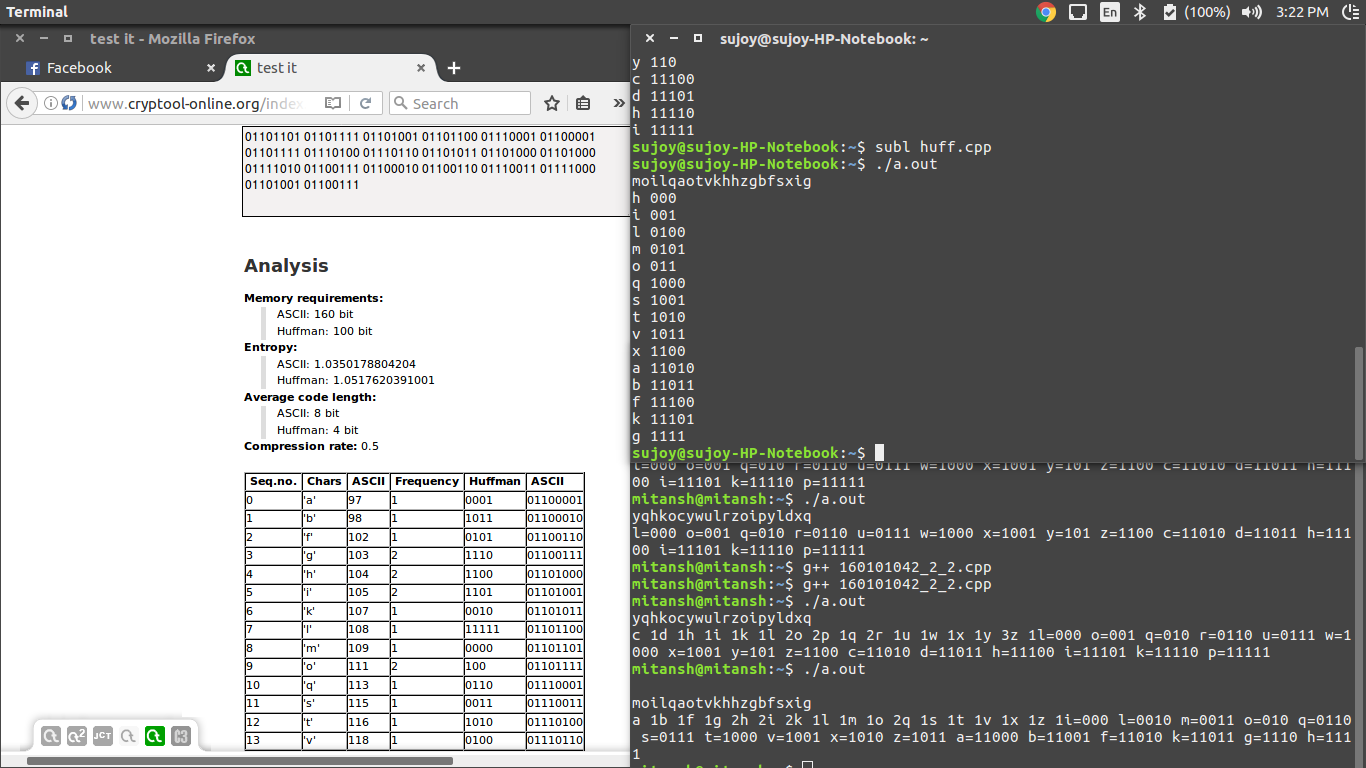 Terminal
En
(100%)
3:22 PM
test it - Mozilla Firefox
Facebook
test it
www.cryptool-online.org/index
Search
01101101 01101111 01101001 01101100 01110001 01100001
01101111 01110100 01110110 01101011 01101000 01101000
01111010 01100111 01100010 01100110 01110011 01111000
01101001 01100111
Analysis
Memory requirements:
ASCII: 160 bit
Huffman: 100 bit
Entropy:
ASCII: 1.0350178804204
Huffman: 1.0517620391001
Average code length:
ASCII: 8 bit
Huffman: 4 bit
Compression rate: 0.5
Seq.no. Chars ASCII Frequency Huffman ASCII
0 'a' 97 1 0001 01100001
1 'b' 98 1 1011 01100010
2 'f' 102 1 0101 01100110
3 'g' 103 2 1110 01100111
4 'h' 104 2 1100 01101000
5 'i' 105 2 1101 01101001
6 'k' 107 1 0010 01101011
7 'l' 108 1 11111 01101100
8 'm' 109 1 0000 01101101
9 'o' 111 2 100 01101111
10 'q' 113 1 0110 01110001
11 's' 115 1 0011 01110011
12 't' 116 1 1010 01110100
13 'v' 118 1 0100 01110110
JCT
sujoy@sujoy-HP-Notebook: ~
y 110
c 11100
d 11101
h 11110
i 11111
sujoy@sujoy-HP-Notebook:~$ subl huff.cpp
sujoy@sujoy-HP-Notebook:~$ ./a.out
moilqaotvkhhzgbfsxig
h 000
i 001
l 0100
m 0101
o 011
q 1000
s 1001
t 1010
v 1011
x 1100
a 11010
b 11011
f 11100
k 11101
g 1111
sujoy@sujoy-HP-Notebook:~$
l=000 o=001 q=010 r=0110 u=0111 w=1000 x=1001 y=101 z=1100 c=11010 d=11011 h=111
00 i=11101 k=11110 p=11111
mitansh@mitansh:~$ ./a.out
yqhkocywulrzoipyldxq
l=000 o=001 q=010 r=0110 u=0111 w=1000 x=1001 y=101 z=1100 c=11010 d=11011 h=111
00 i=11101 k=11110 p=11111
mitansh@mitansh:~$ g++ 160101042_2_2.cpp
mitansh@mitansh:~$ g++ 160101042_2_2.cpp
mitansh@mitansh:~$ ./a.out
yqhkocywulrzoipyldxq
c 1d 1h 1i 1k 1l 2o 2p 1q 2r 1u 1w 1x 1y 3z 1l=000 o=001 q=010 r=0110 u=0111 w=1
000 x=1001 y=101 z=1100 c=11010 d=11011 h=11100 i=11101 k=11110 p=11111
mitansh@mitansh:~$ ./a.out
moilqaotvkhhzgbfsxig
a 1b 1f 1g 2h 2i 2k 1l 1m 1o 2q 1s 1t 1v 1x 1z 1i=000 l=0010 m=0011 o=010 q=0110
s=0111 t=1000 v=1001 x=1010 z=1011 a=11000 b=11001 f=11010 k=11011 g=1110 h=111
1
mitansh@mitansh:~$